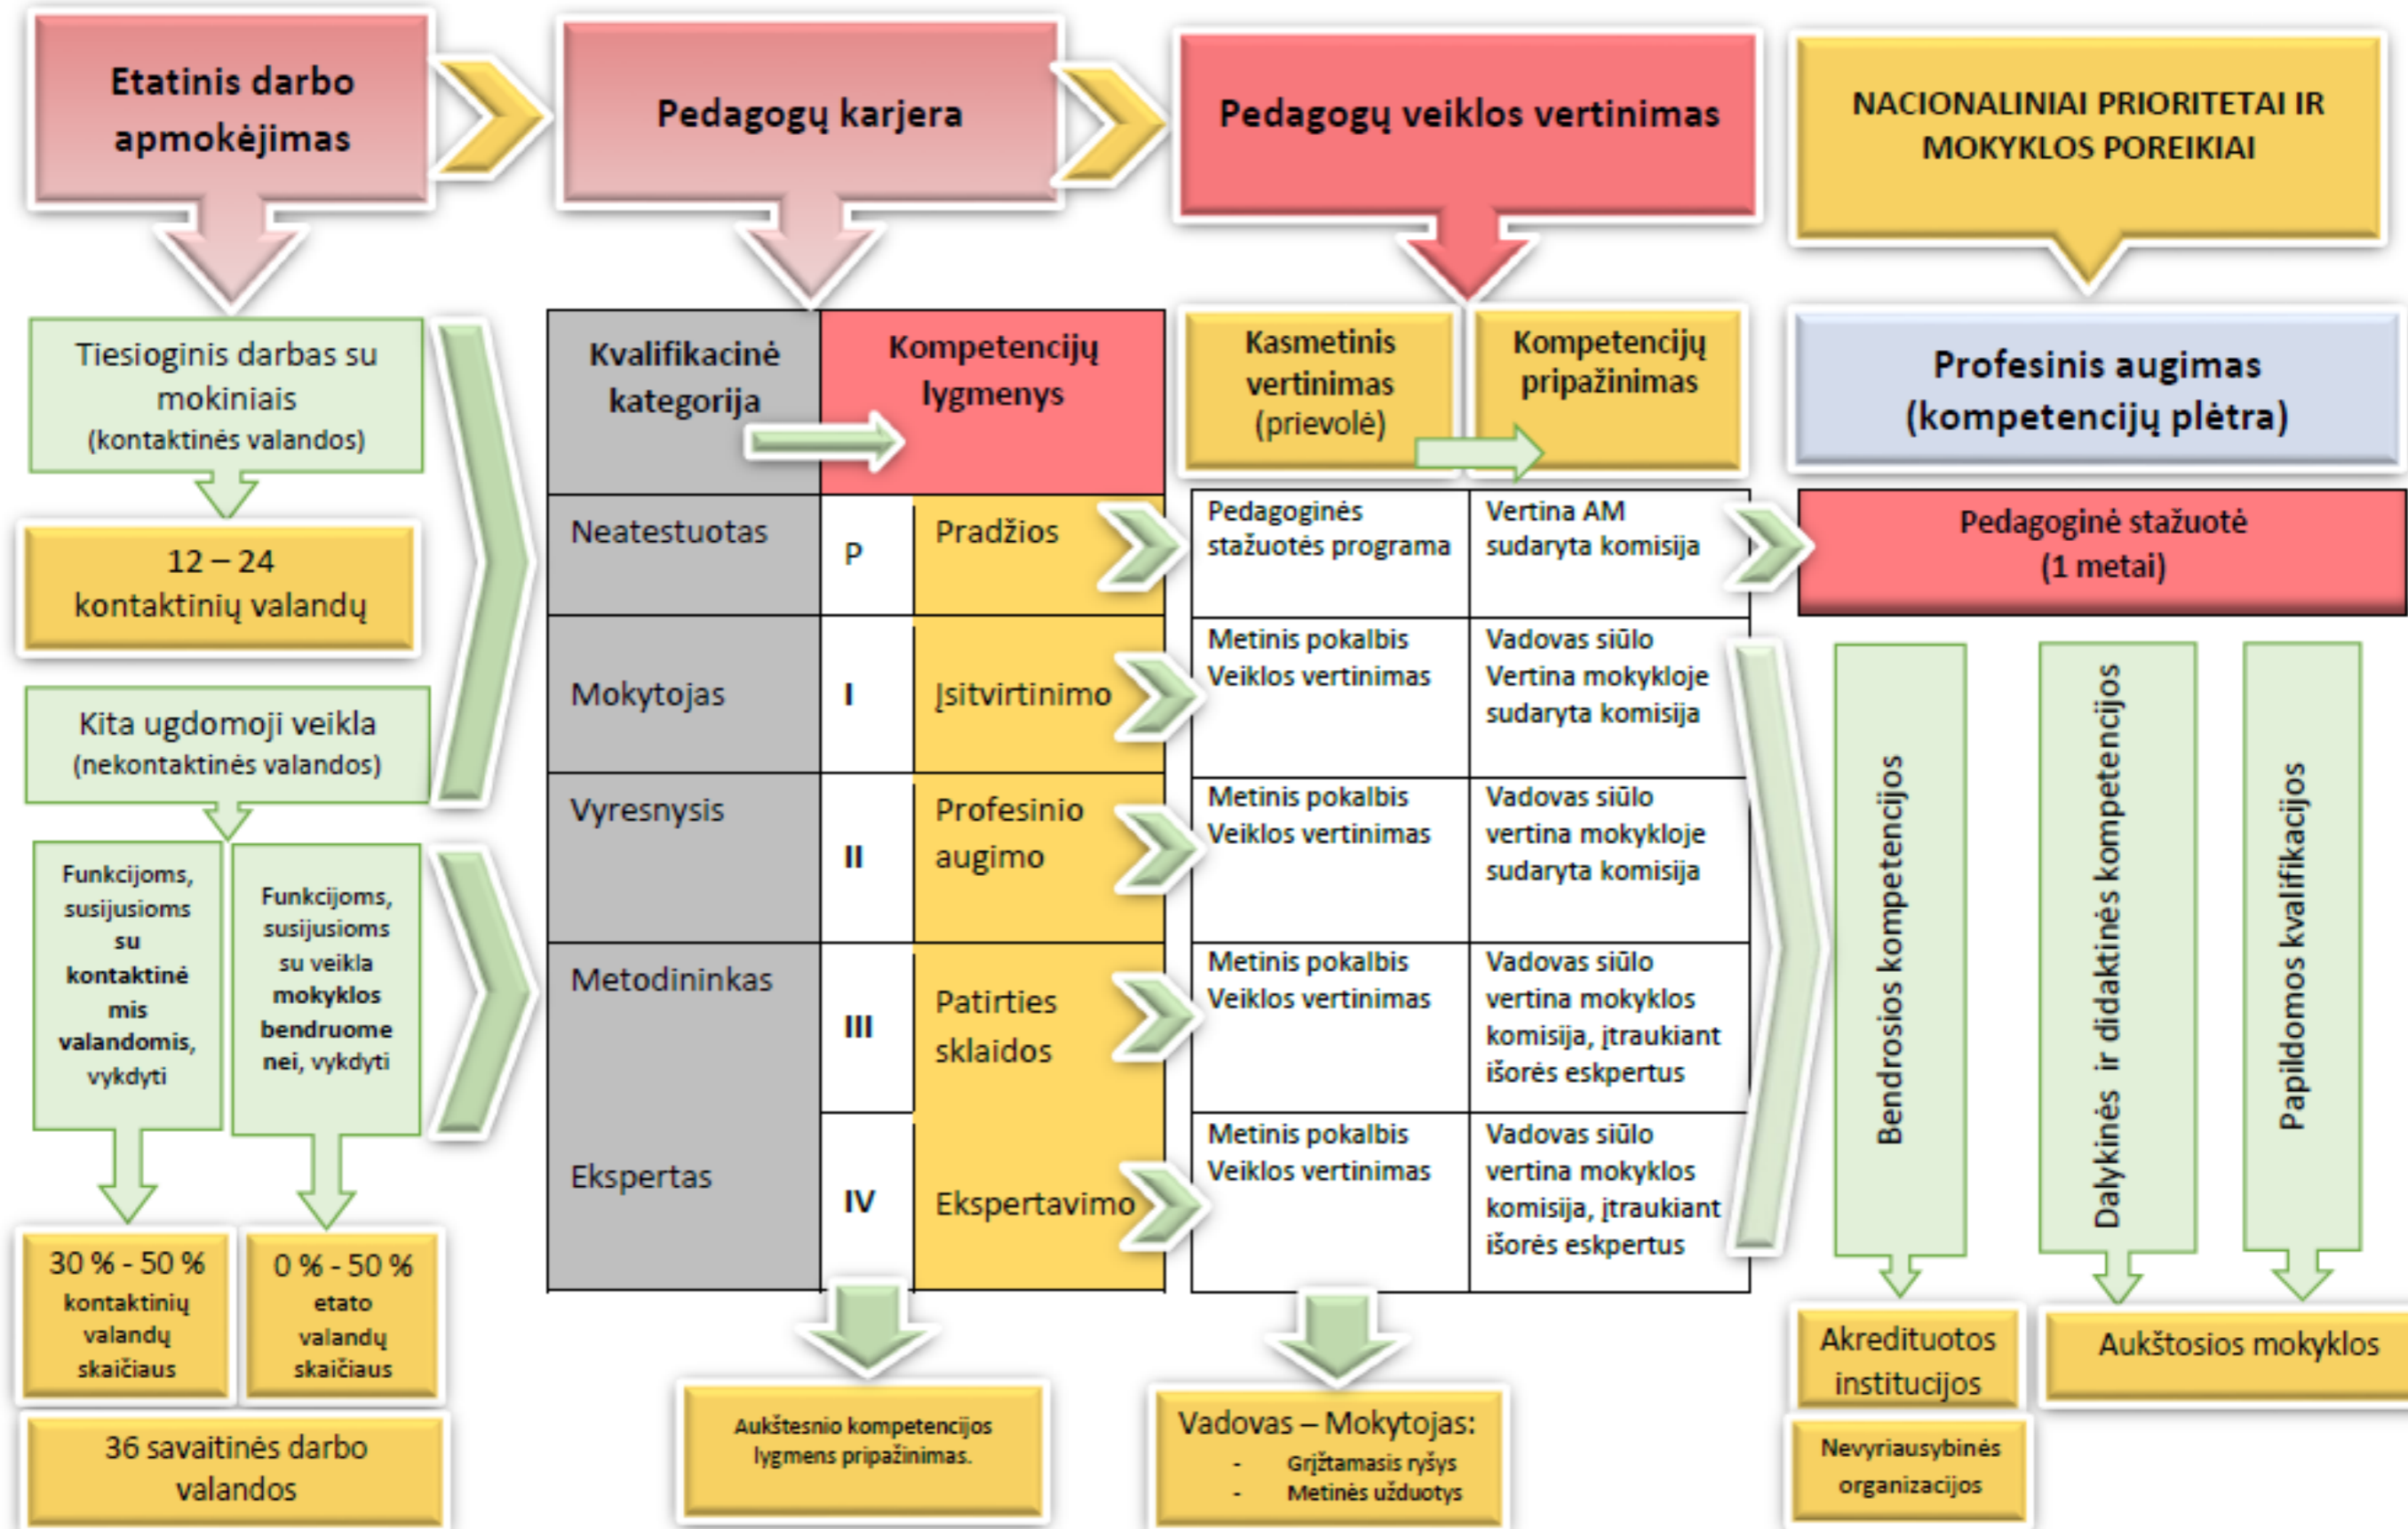 Etatinis darbo
apmokėjimas
Pedagogų karjera
Pedagogų veiklos vertinimas
NACIONALINIAI PRIORITETAI IR
MOKYKLOS POREIKIAI
Tiesioginis darbas su
mokiniais
(kontaktinės valandos)
12 – 24
kontaktinių valandų
Kita ugdomoji veikla
(nekontaktinės valandos)
Funkcijoms,
susijusioms
su
kontaktinė
mis
valandomis,
vykdyti
Funkcijoms,
susijusioms
su veikla
mokyklos
bendruome
nei, vykdyti
30 % - 50 %
kontaktinių
valandų
skaičiaus
0 % - 50 %
etato
valandų
skaičiaus
36 savaitinės darbo
valandos
Kvalifikacinė
kategorija
Kompetencijų
lygmenys
Neatestuotas
P
Pradžios
Mokytojas
I
Įsitvirtinimo
Vyresnysis
II
Profesinio
augimo
Metodininkas
III
Patirties
sklaidos
Ekspertas
IV
Ekspertavimo
Aukštesnio kompetencijos
lygmens pripažinimas.
Kasmetinis
vertinimas
(prievolė)
Kompetencijų
pripažinimas
Pedagoginės
stažuotės programa
Vertina AM
sudaryta komisija
Metinis pokalbis
Veiklos vertinimas
Vadovas siūlo
Vertina mokykloje
sudaryta komisija
Metinis pokalbis
Veiklos vertinimas
Vadovas siūlo
vertina mokykloje
sudaryta komisija
Metinis pokalbis
Veiklos vertinimas
Vadovas siūlo
vertina mokyklos
komisija, įtraukiant
išorės eskpertus
Metinis pokalbis
Veiklos vertinimas
Vadovas siūlo
vertina mokyklos
komisija, įtraukiant
išorės eskpertus
Vadovas – Mokytojas:
- Grįžtamasis ryšys
- Metinės užduotys
Profesinis augimas
(kompetencijų plėtra)
Pedagoginė stažuotė
(1 metai)
Bendrosios kompetencijos
Dalykinės ir didaktinės kompetencijos
Papildomos kvalifikacijos
Akredituotos
institucijos
Aukštosios mokyklos
Nevyriausybinės
organizacijos